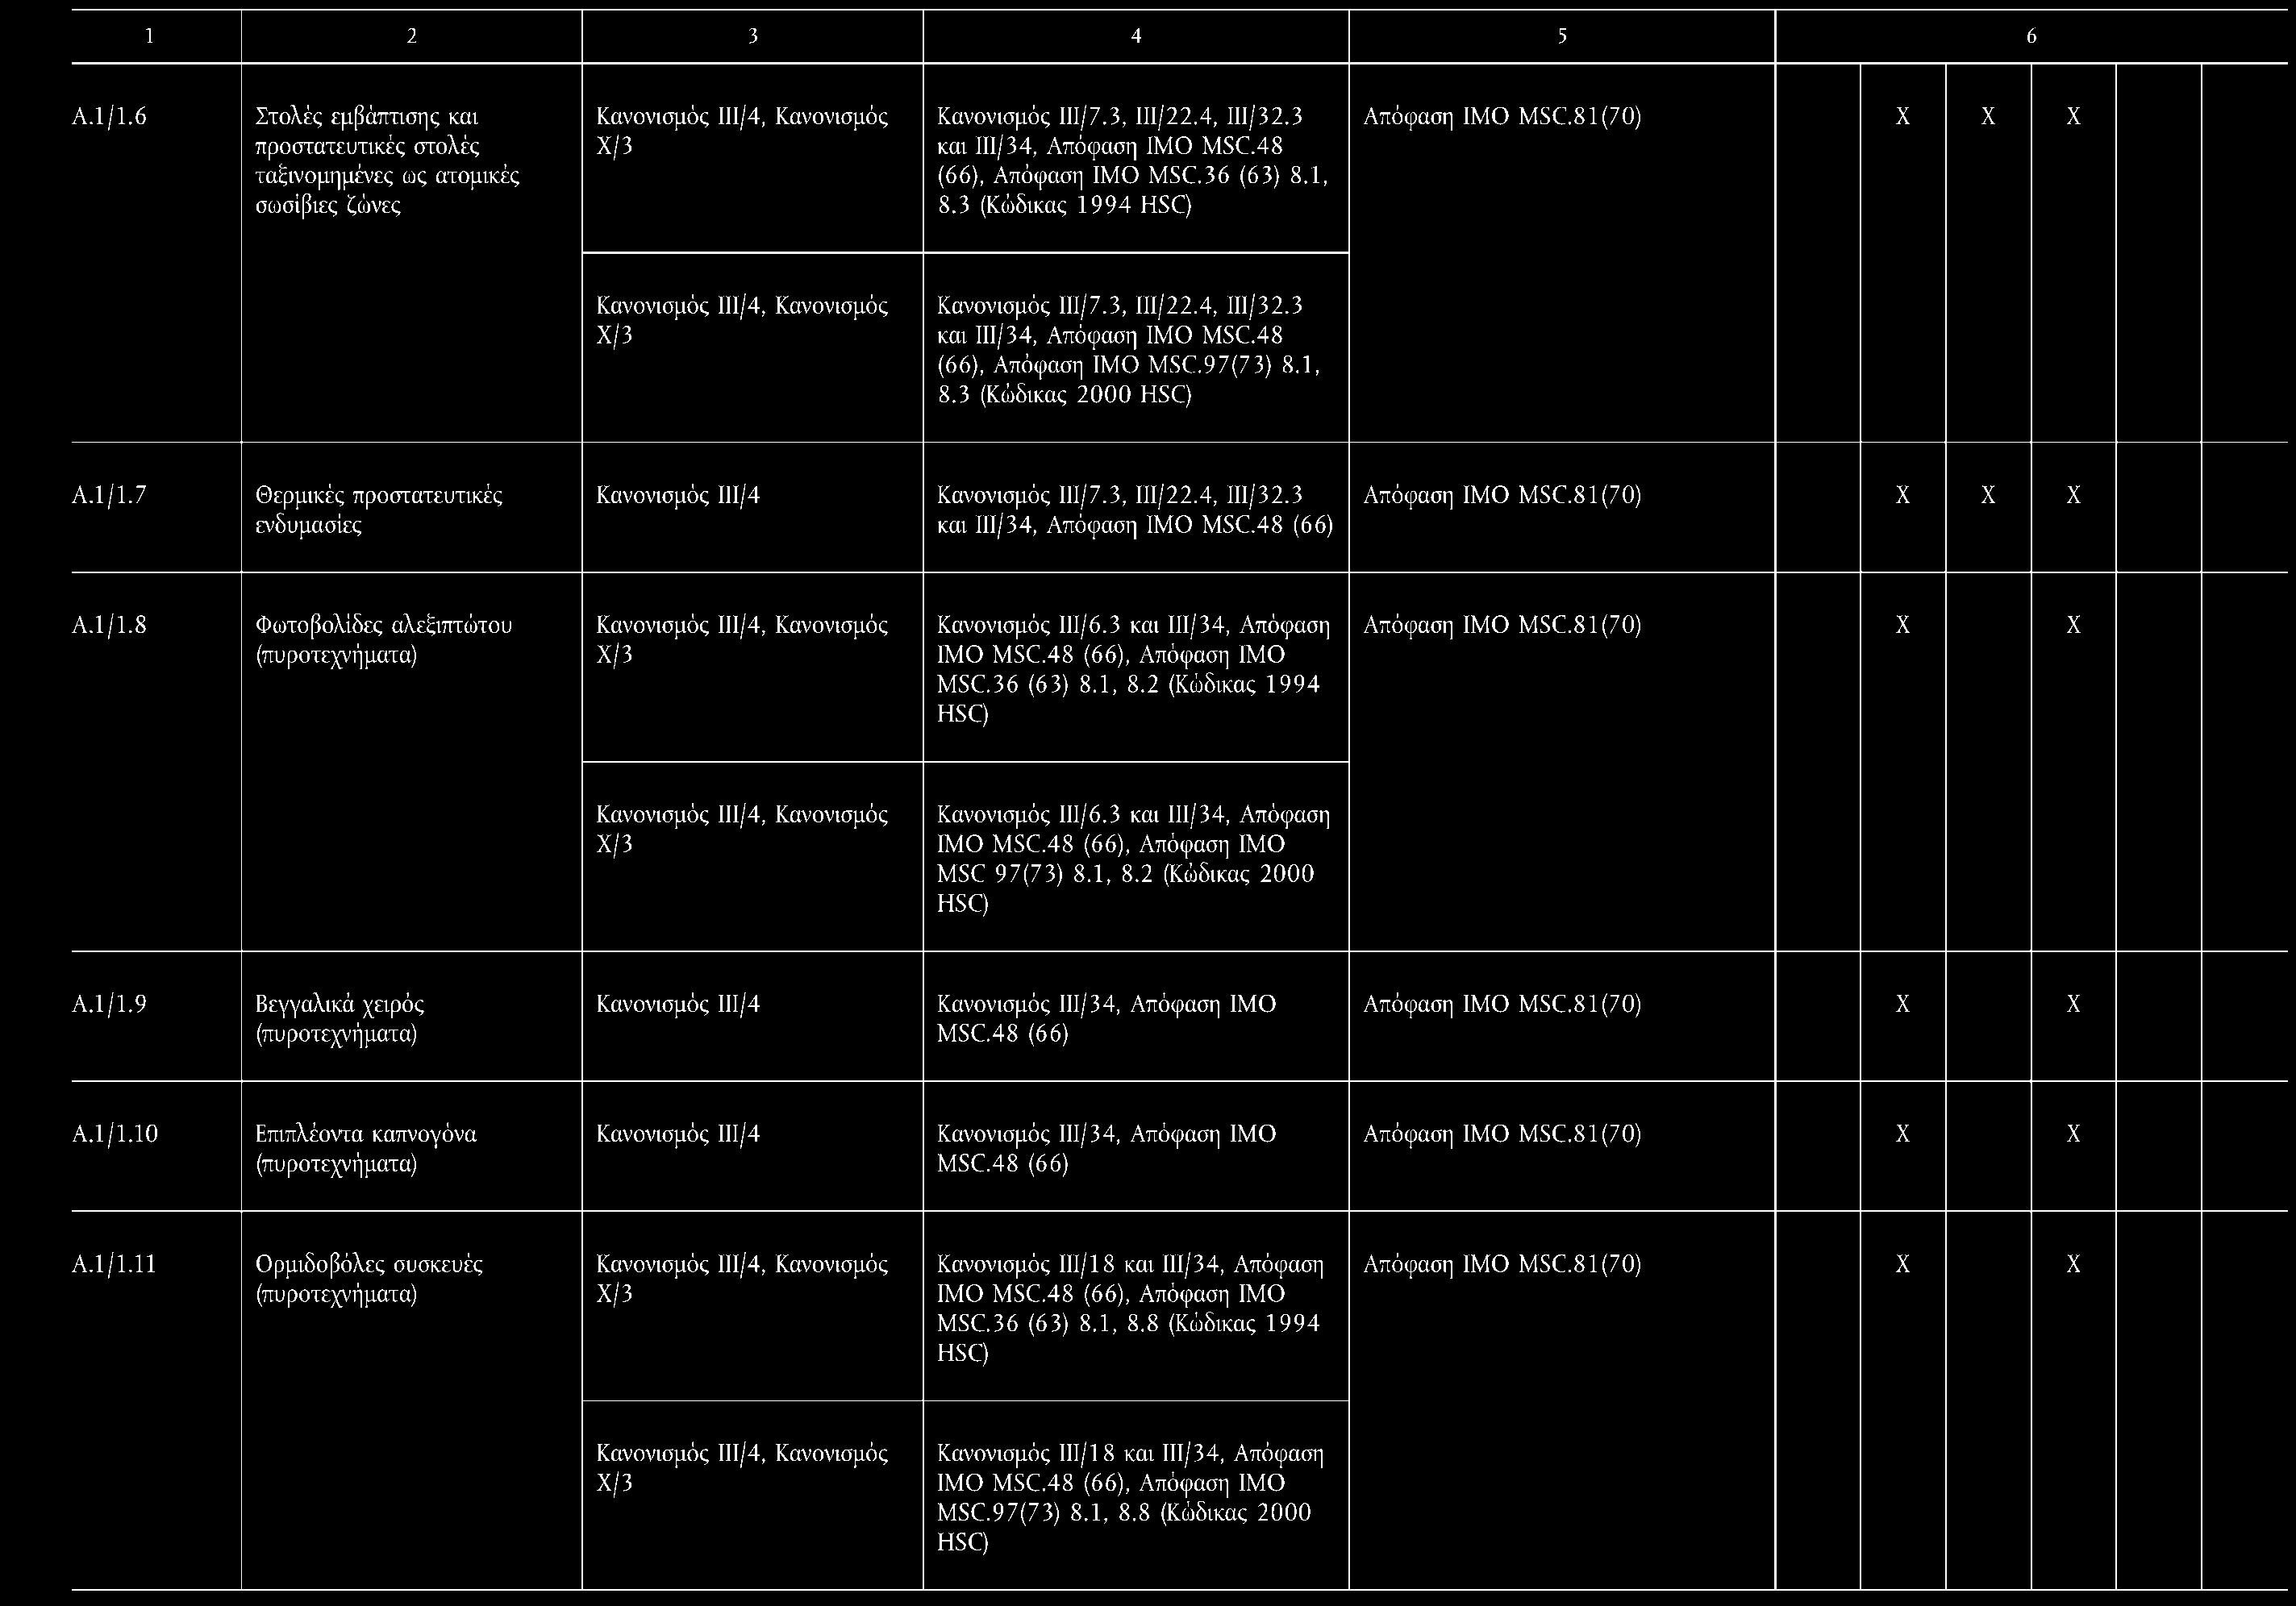 1 2 3 4 5 6
A.1/1.6 Στολές εμβάπτισης και Κανονισμός III/4, Κανονισμός Κανονισμός III/7.3, III/22.4, III/32.3 Απόφαση IMO MSC.81(70) X X X
προστατευτικές στολές X/3 και III/34, Απόφαση IMO MSC.48
ταξινομημένες ως ατομικές (66), Απόφαση IMO MSC.36 (63) 8.1,
σωσίβιες ζώνες 8.3 (Κώδικας 1994 HSC)
Κανονισμός III/4, Κανονισμός Κανονισμός III/7.3, III/22.4, III/32.3
X/3 και III/34, Απόφαση IMO MSC.48
(66), Απόφαση IMO MSC.97(73) 8.1,
8.3 (Κώδικας 2000 HSC)
A.1/1.7 Θερμικές προστατευτικές Κανονισμός III/4 Κανονισμός III/7.3, III/22.4, III/32.3 Απόφαση IMO MSC.81(70) X X X
ενδυμασίες και III/34, Απόφαση IMO MSC.48 (66)
A.1/1.8 Φωτοβολίδες αλεξιπτώτου Κανονισμός III/4, Κανονισμός Κανονισμός III/6.3 και III/34, Απόφαση Απόφαση IMO MSC.81(70) X X
(πυροτεχνήματα) X/3 IMO MSC.48 (66), Απόφαση IMO
MSC.36 (63) 8.1, 8.2 (Κώδικας 1994
HSC)
Κανονισμός III/4, Κανονισμός Κανονισμός III/6.3 και III/34, Απόφαση
X/3 IMO MSC.48 (66), Απόφαση IMO
MSC 97(73) 8.1, 8.2 (Κώδικας 2000
HSC)
A.1/1.9 Βεγγαλικά χειρός Κανονισμός III/4 Κανονισμός III/34, Απόφαση IMO Απόφαση IMO MSC.81(70) X X
(πυροτεχνήματα) MSC.48 (66)
A.1/1.10 Επιπλέοντα καπνογόνα Κανονισμός III/4 Κανονισμός III/34, Απόφαση IMO Απόφαση IMO MSC.81(70) X X
(πυροτεχνήματα) MSC.48 (66)
A.1/1.11 Ορμιδοβόλες συσκευές Κανονισμός III/4, Κανονισμός Κανονισμός III/18 και III/34, Απόφαση Απόφαση IMO MSC.81(70) X X
(πυροτεχνήματα) X/3 IMO MSC.48 (66), Απόφαση IMO
MSC.36 (63) 8.1, 8.8 (Κώδικας 1994
HSC)
Κανονισμός III/4, Κανονισμός Κανονισμός III/18 και III/34, Απόφαση
X/3 IMO MSC.48 (66), Απόφαση IMO
MSC.97(73) 8.1, 8.8 (Κώδικας 2000
HSC)